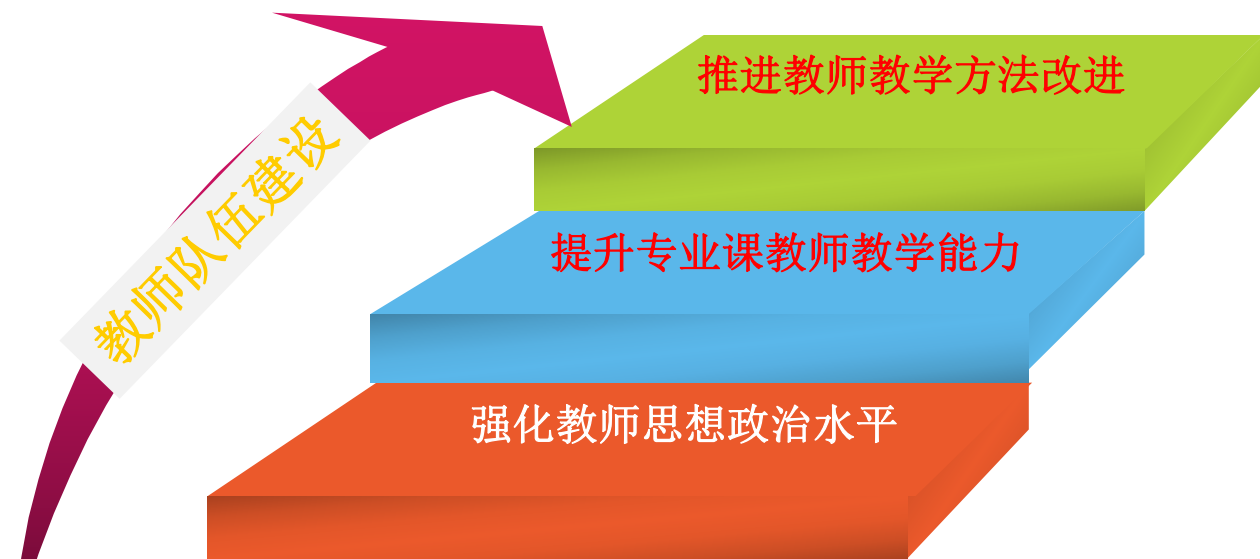 推进教师教学方法改进
教师队伍建设
提升专业课教师教学能力
强化教师思想政治水平